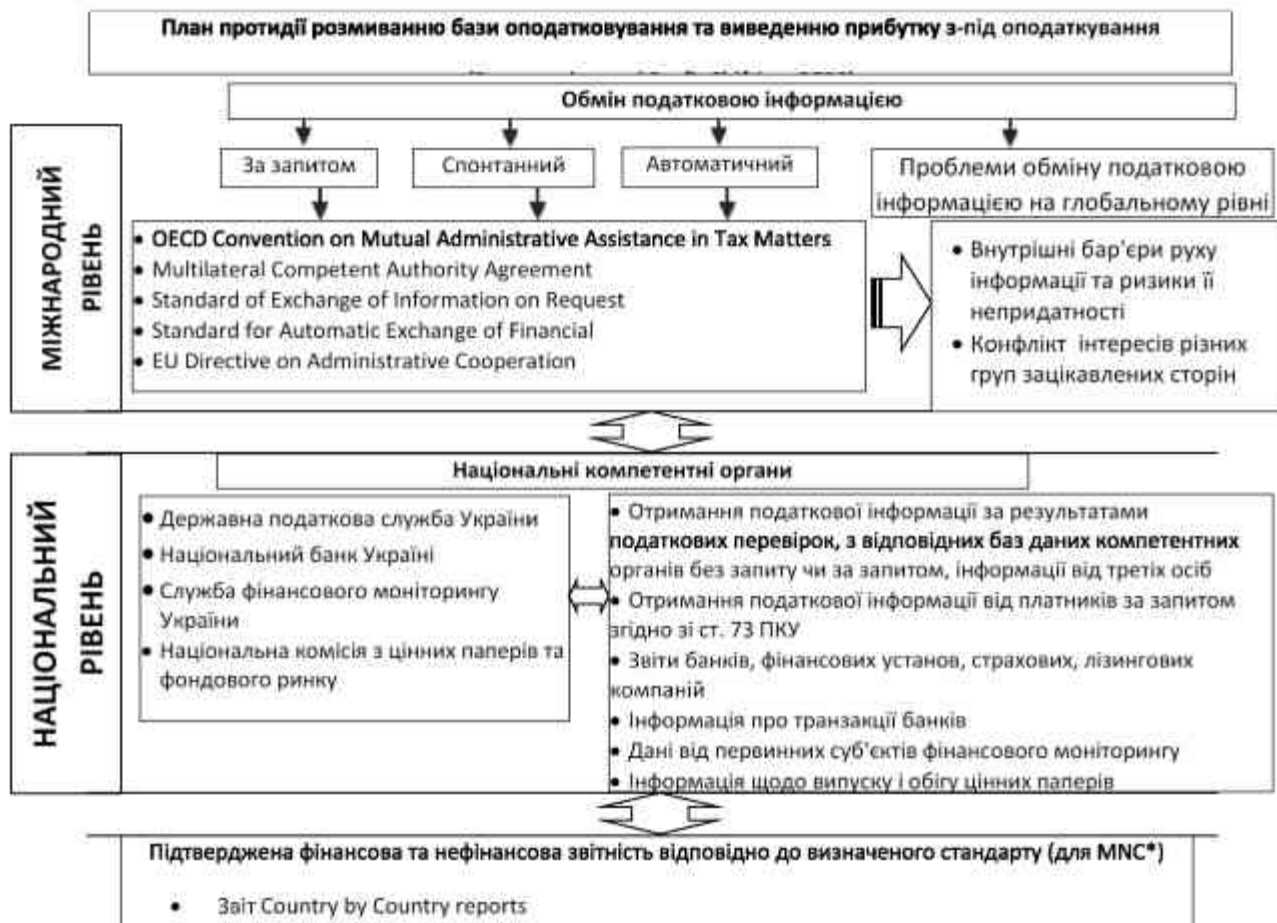 План протидії розмиванню бази оподатковування та виведенню прибутку з-під оподаткування
Обмін податковою інформацією
МІЖНАРОДНИЙ
РІВЕНЬ
За запитом
Спонтанний
Автоматичний
Проблеми обміну податковою
інформацією на глобальному рівні
• OECD Convention on Mutual Administrative Assistance in Tax Matters
• Multilateral Competent Authority Agreement
• Standard of Exchange of Information on Request
• Standard for Automatic Exchange of Financial
• EU Directive on Administrative Cooperation
• Внутрішні бар'єри руху
інформації та ризики її
непридатності
• Конфлікт інтересів різних
груп зацікавлених сторін
НАЦІОНАЛЬНИЙ
РІВЕНЬ
Національні компетентні органи
• Державна податкова служба України
• Національний банк Україні
• Служба фінансового моніторингу
України
• Національна комісія з цінних паперів та
фондового ринку
• Отримання податкової інформації за результатами
податкових перевірок, з відповідних баз даних компетентних
органів без запиту чи за запитом, інформації від третіх осіб
• Отримання податкової інформації від платників за запитом
згідно зі ст. 73 ПКУ
• Звіти банків, фінансових установ, страхових, лізингових
компаній
• Інформація про транзакції банків
• Дані від первинних суб'єктів фінансового моніторингу
• Інформація щодо випуску і обігу цінних паперів
Підтверджена фінансова та нефінансова звітність відповідно до визначеного стандарту (для MNC*)
• Звіт Country by Country reports